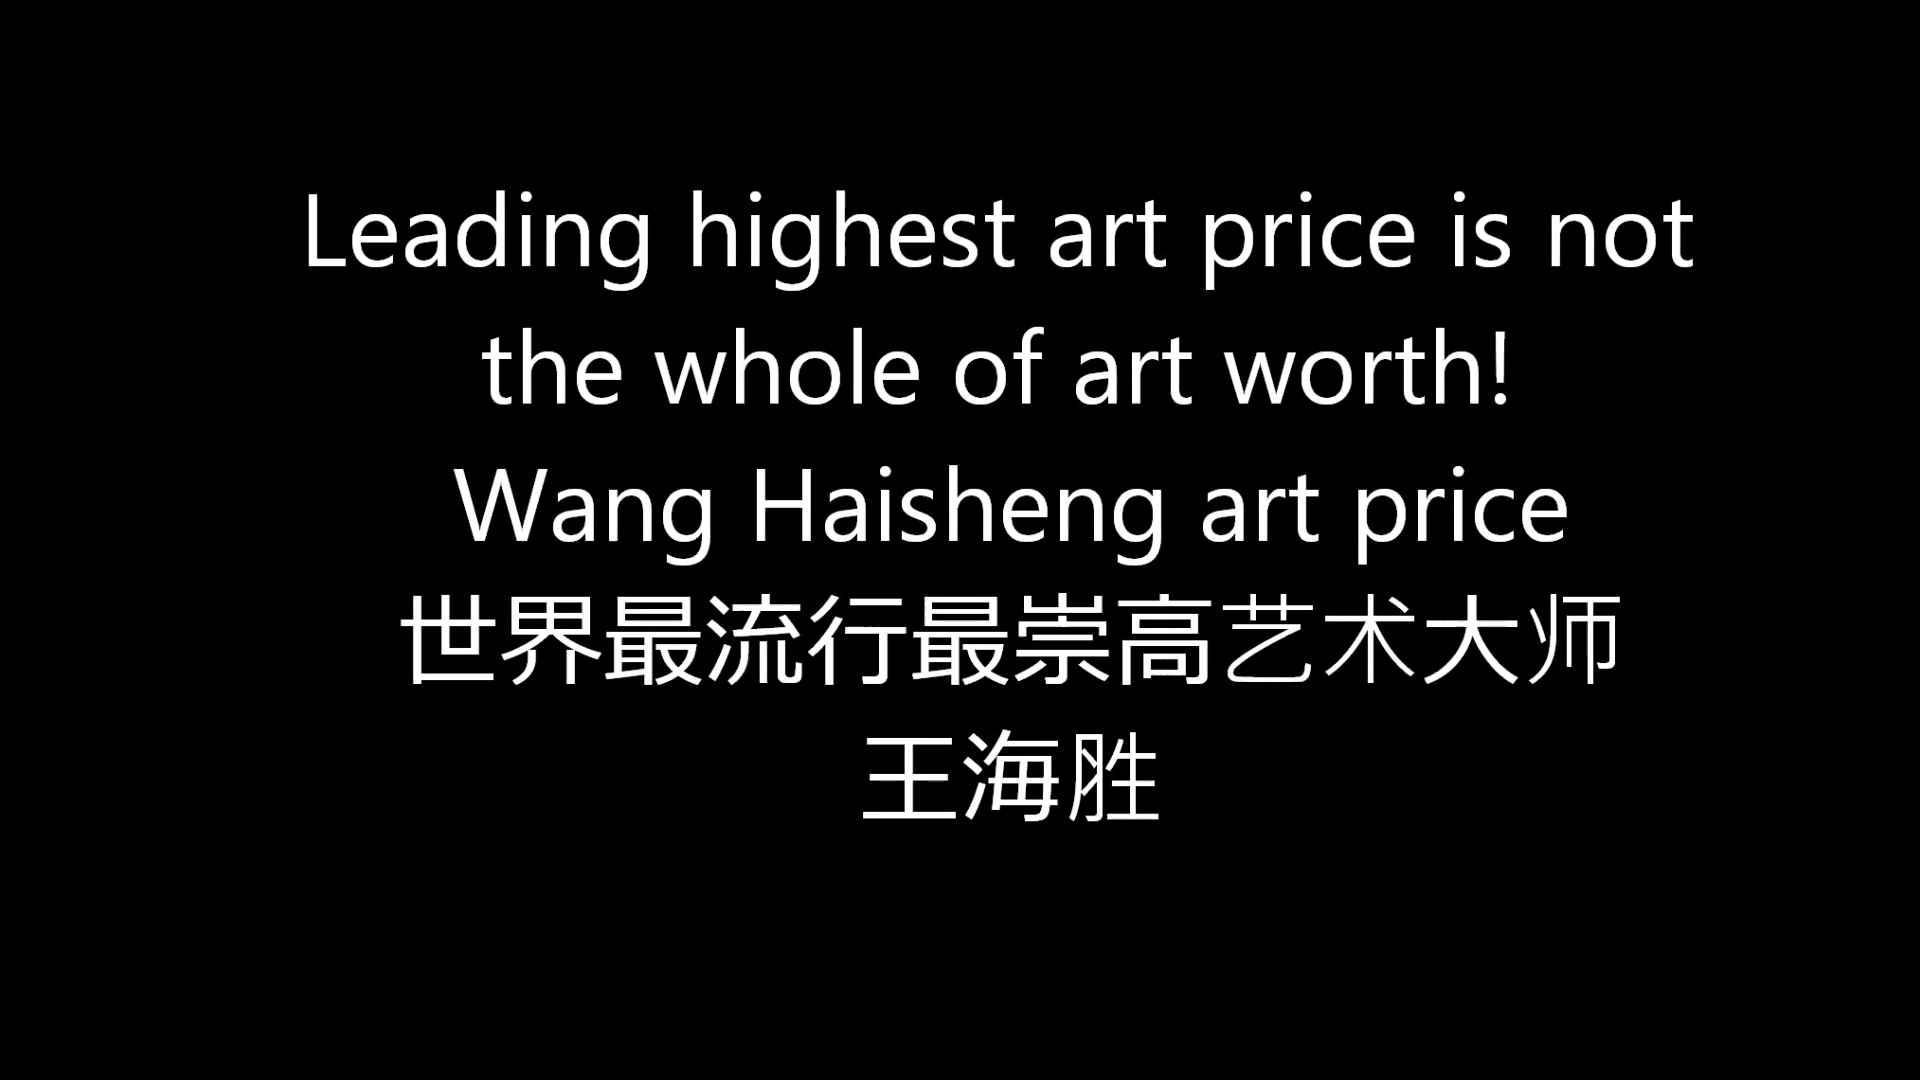 Leading highest art price is not
the whole of art worth!
Wang Haisheng art price
世界最流行最崇高艺术大师
王海胜